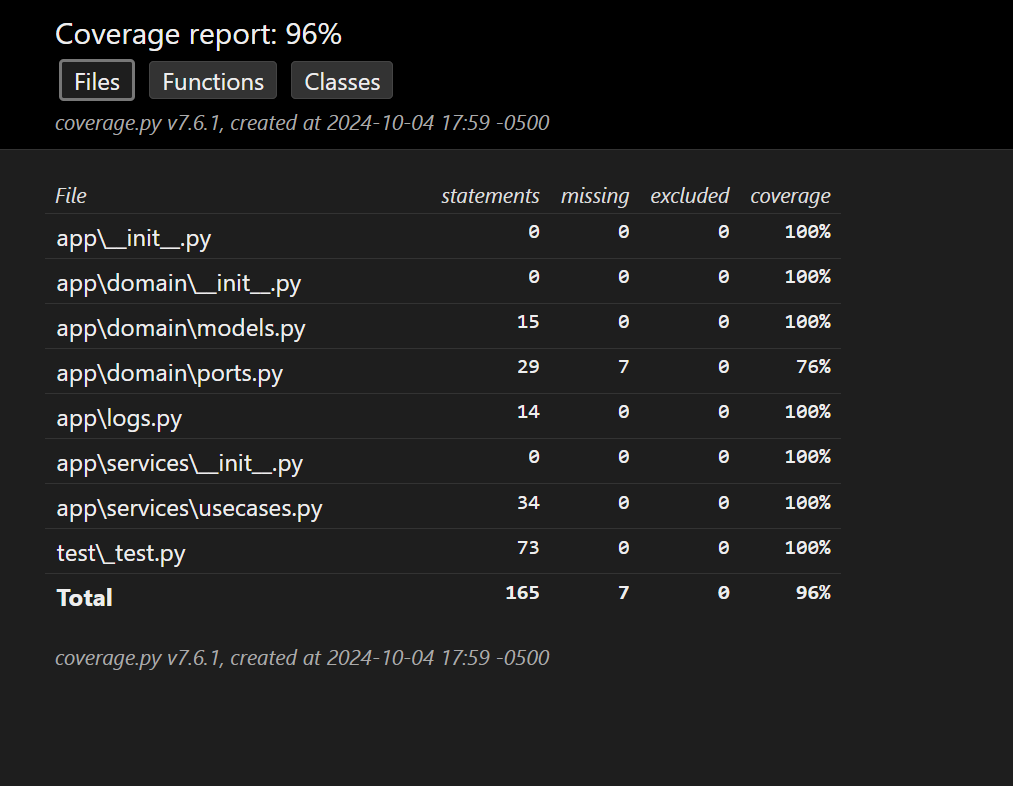 Coverage report: 96%
Files Functions Classes
coverage.py v7.6.1, created at 2024-10-04 17:59 -0500
File statements missing excluded coverage
app\__init__.py 0 0 0 100%
app\domain\__init__.py 0 0 0 100%
app\domain\models.py 15 0 0 100%
app\domain\ports.py 29 7 0 76%
app\logs.py 14 0 0 100%
app\services\__init__.py 0 0 0 100%
app\services\usecases.py 34 0 0 100%
test\_test.py 73 0 0 100%
Total 165 7 0 96%
coverage.py v7.6.1, created at 2024-10-04 17:59 -0500